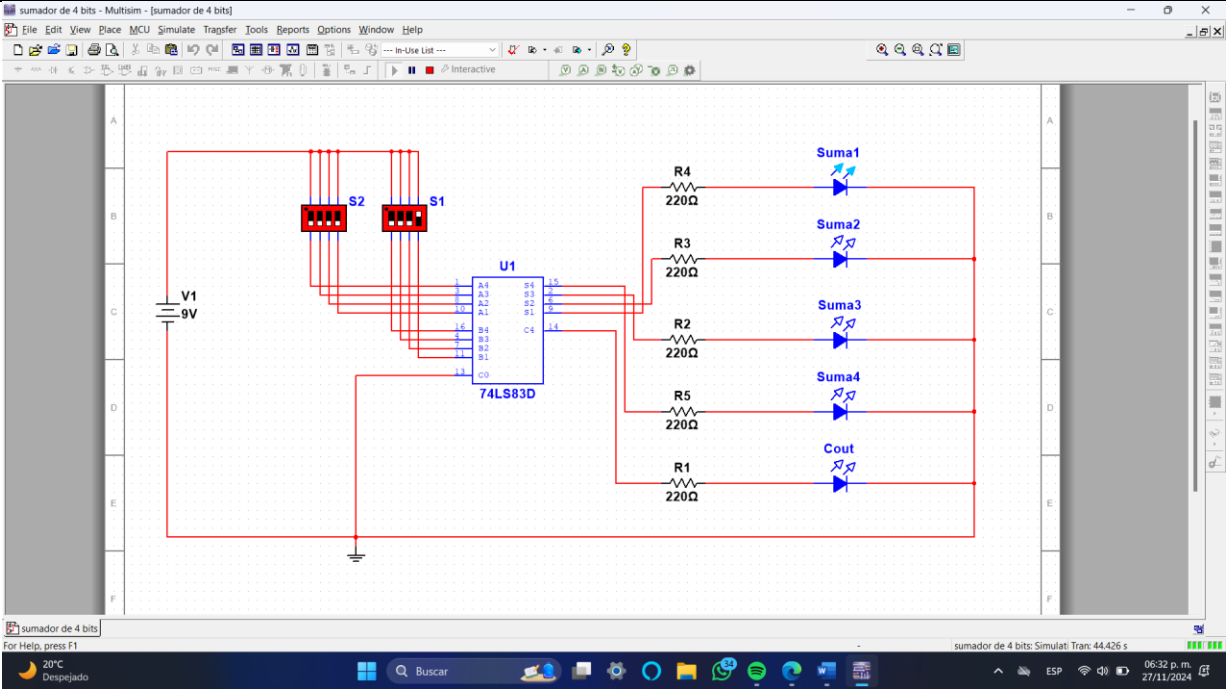 sumador de 4 bits - Multisim - [sumador de 4 bits]
File Edit View Place MCU Simulate Transfer Tools Reports Options Window Help
--- In-Use List ---
Interactive
A
A
B
B
C
C
D
D
E
E
F
F
S2
S1
V1
9V
U1
1 A4
3 A3
8 A2
10 A1
16 B4
4 B3
7 B2
11 B1
13 C0
S4 15
S3 2
S2 6
S1 9
C4 14
74LS83D
R4
220Ω
Suma1
R3
220Ω
Suma2
R2
220Ω
Suma3
R5
220Ω
Suma4
R1
220Ω
Cout
sumador de 4 bits
For Help, press F1
-
sumador de 4 bits: Simulati Tran: 44.426 s
20°C
Despejado
Buscar
34
ESP
06:32 p. m.
27/11/2024